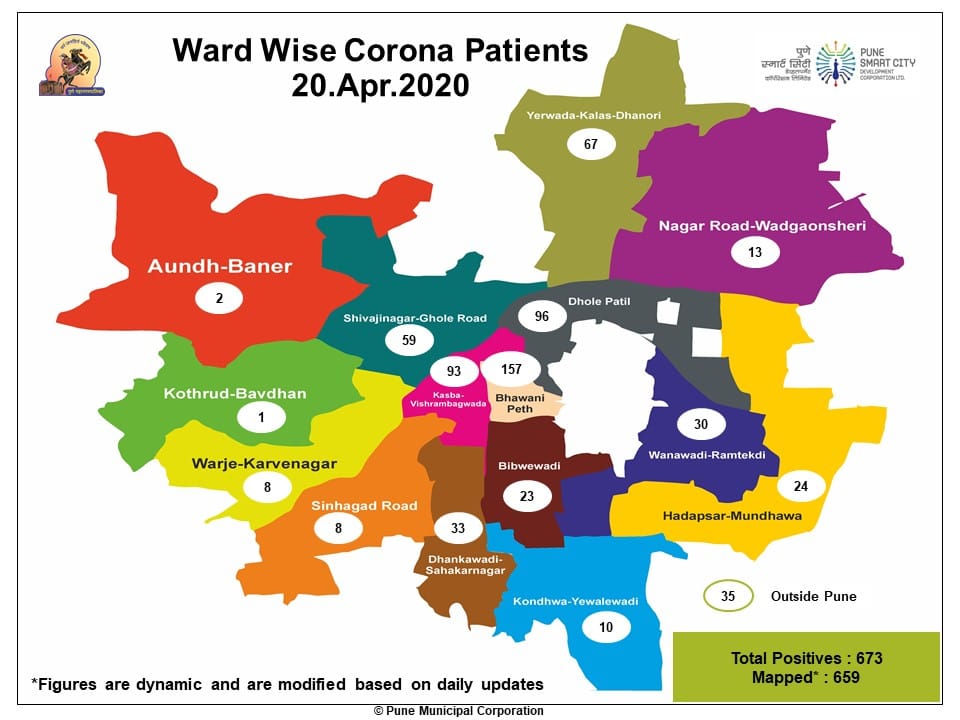 Ward Wise Corona Patients
20.Apr.2020
पुणे
स्मार्ट सिटी
PUNE
SMART CITY
DEVELOPMENT
CORPORATION LTD.
Yerwada-Kalas-Dhanori
67
Nagar Road-Wadgaonsheri
13
Aundh-Baner
2
Dhole Patil
96
Shivajinagar-Ghole Road
59
93
157
Kasba-
Vishrambagwada
Bhawani
Peth
Kothrud-Bavdhan
1
30
Wanawadi-Ramtekdi
Warje-Karvenagar
8
Bibwewadi
23
24
Hadapsar-Mundhawa
Sinhagad Road
8
33
Dhankawadi-
Sahakarnagar
Kondhwa-Yewalewadi
10
35 Outside Pune
Total Positives : 673
Mapped* : 659
*Figures are dynamic and are modified based on daily updates
© Pune Municipal Corporation